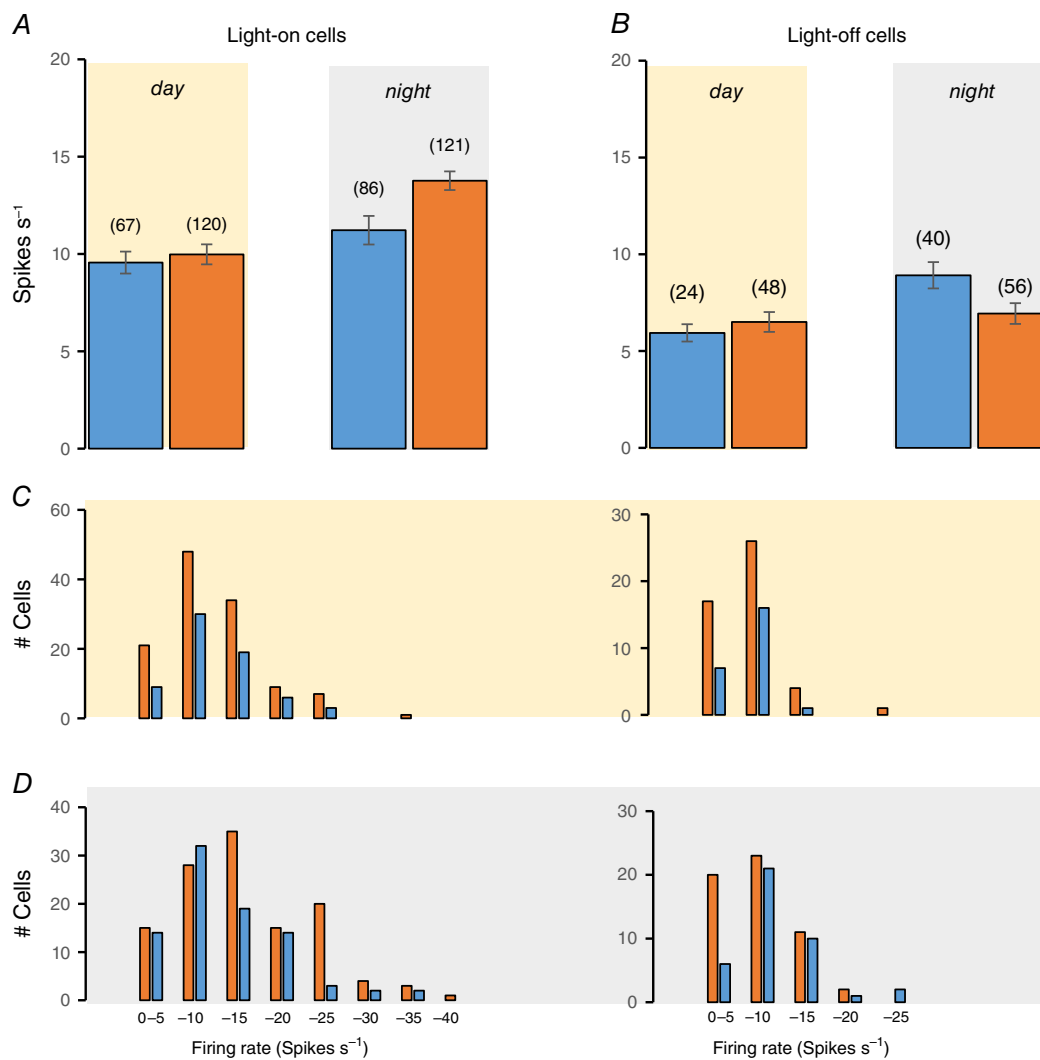 A
Light-on cells
B
Light-off cells
20
15
10
5
0
Spikes s⁻¹
day
night
(67)
(120)
(86)
(121)
20
15
10
5
0
day
night
(24)
(48)
(40)
(56)
C
60
40
20
0
# Cells
30
20
10
0
D
40
30
20
10
0
# Cells
0–5 –10 –15 –20 –25 –30 –35 –40
Firing rate (Spikes s⁻¹)
30
20
10
0
0–5 –10 –15 –20 –25
Firing rate (Spikes s⁻¹)